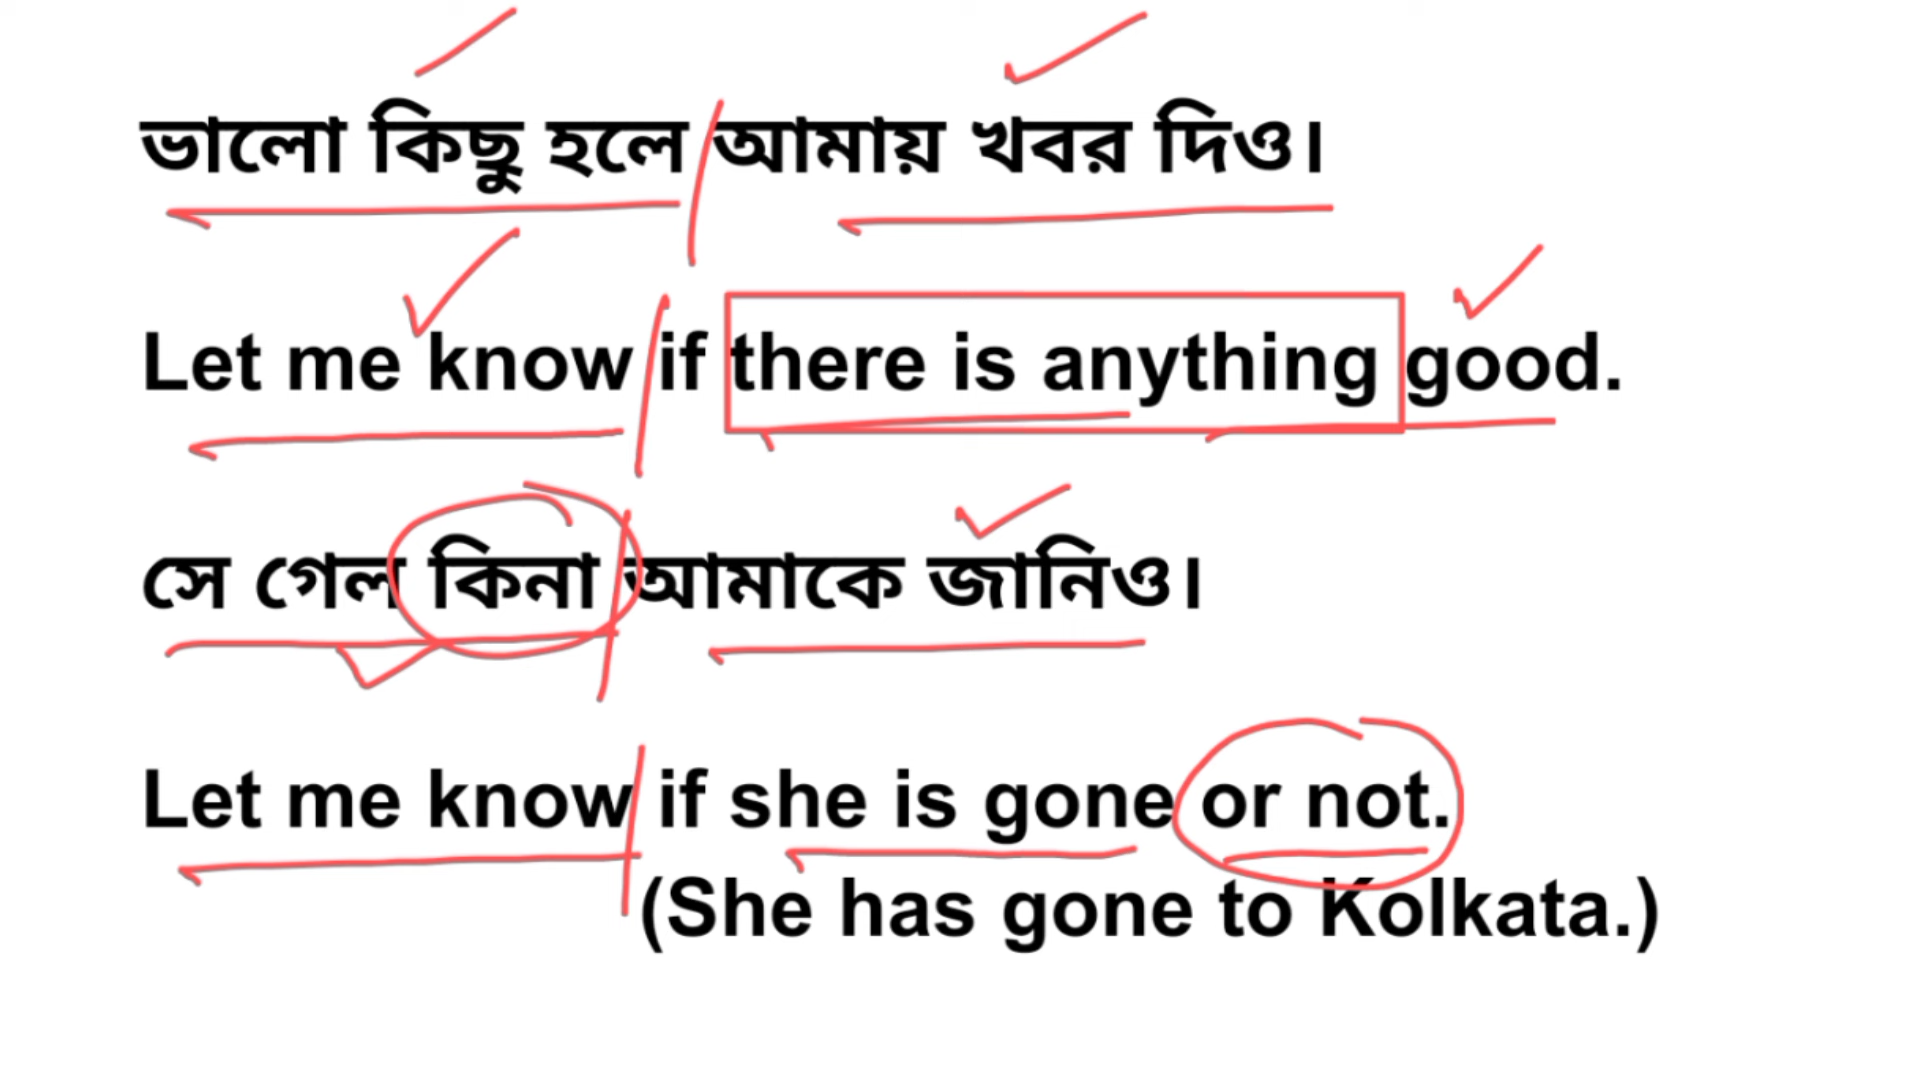 ভালো কিছু হলে আমায় খবর দিও।
Let me know if there is anything good.
সে গেল কিনা আমাকে জানিও।
Let me know if she is gone or not.
(She has gone to Kolkata.)